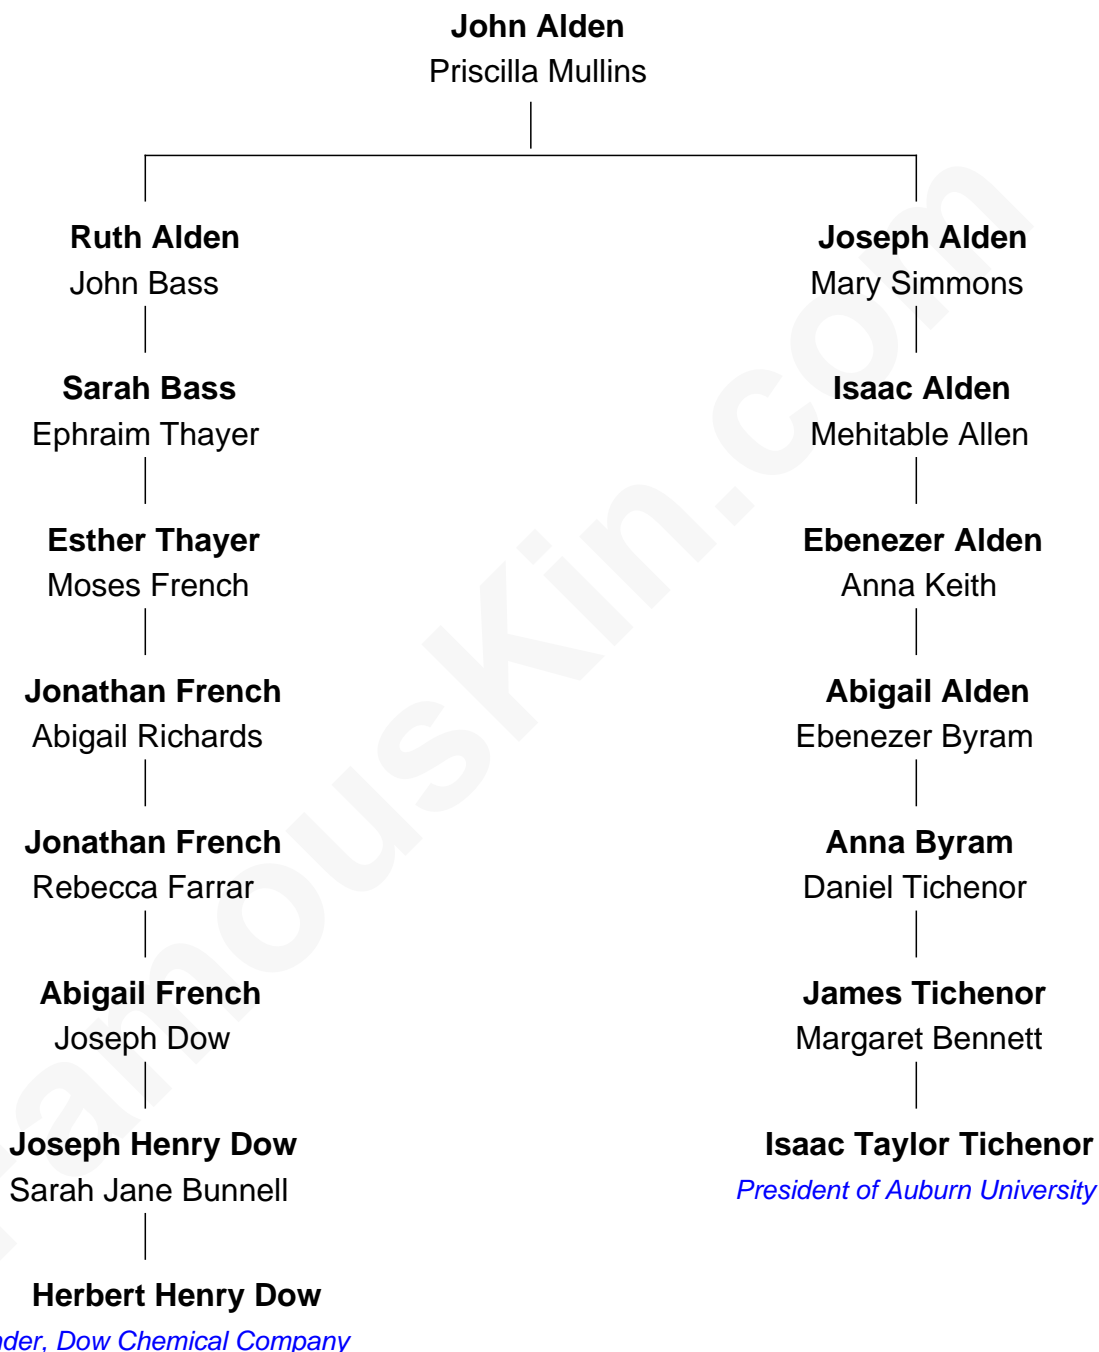 John Alden
Priscilla Mullins
Ruth Alden
John Bass
Sarah Bass
Ephraim Thayer
Esther Thayer
Moses French
Jonathan French
Abigail Richards
Jonathan French
Rebecca Farrar
Abigail French
Joseph Dow
Joseph Henry Dow
Sarah Jane Bunnell
Herbert Henry Dow
nder, Dow Chemical Company
Joseph Alden
Mary Simmons
Isaac Alden
Mehitable Allen
Ebenezer Alden
Anna Keith
Abigail Alden
Ebenezer Byram
Anna Byram
Daniel Tichenor
James Tichenor
Margaret Bennett
Isaac Taylor Tichenor
President of Auburn University
FamousKin.com